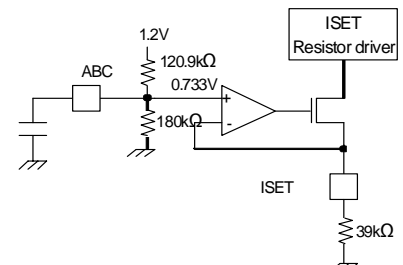 ISET
Resistor driver
1.2V
120.9kΩ
ABC
0.733V
+
180kΩ
-
ISET
39kΩ